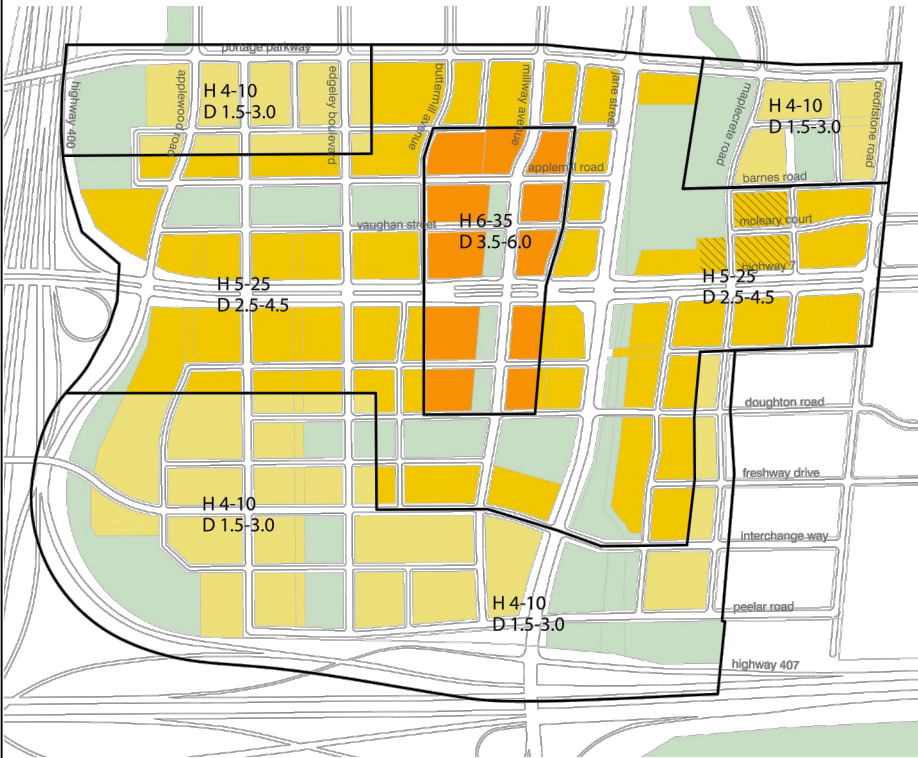 portage parkway
highway 400
applewood road
edgeley boulevard
buttermill avenue
millway avenue
jane street
maplecrete road
creditstone road
H 4-10
D 1.5-3.0
H 4-10
D 1.5-3.0
applemill road
barnes road
vaughan street
H 6-35
D 3.5-6.0
mcleary court
highway 7
H 5-25
D 2.5-4.5
H 5-25
D 2.5-4.5
doughton road
freshway drive
H 4-10
D 1.5-3.0
interchange way
H 4-10
D 1.5-3.0
peelar road
highway 407